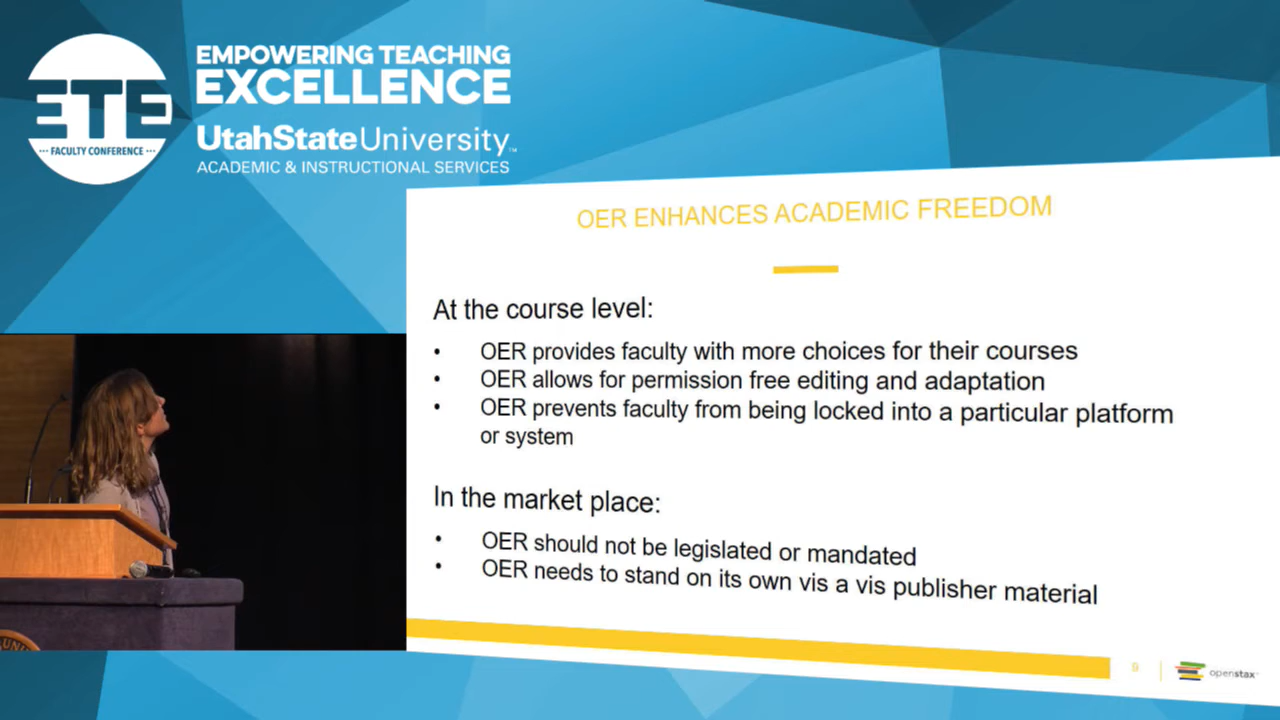 EMPOWERING TEACHING
EXCELLENCE
ETE
FACULTY CONFERENCE
UtahStateUniversity™
ACADEMIC & INSTRUCTIONAL SERVICES
OER ENHANCES ACADEMIC FREEDOM
At the course level:
• OER provides faculty with more choices for their courses
• OER allows for permission free editing and adaptation
• OER prevents faculty from being locked into a particular platform
or system
In the market place:
• OER should not be legislated or mandated
• OER needs to stand on its own vis a vis publisher material
9
openstax™